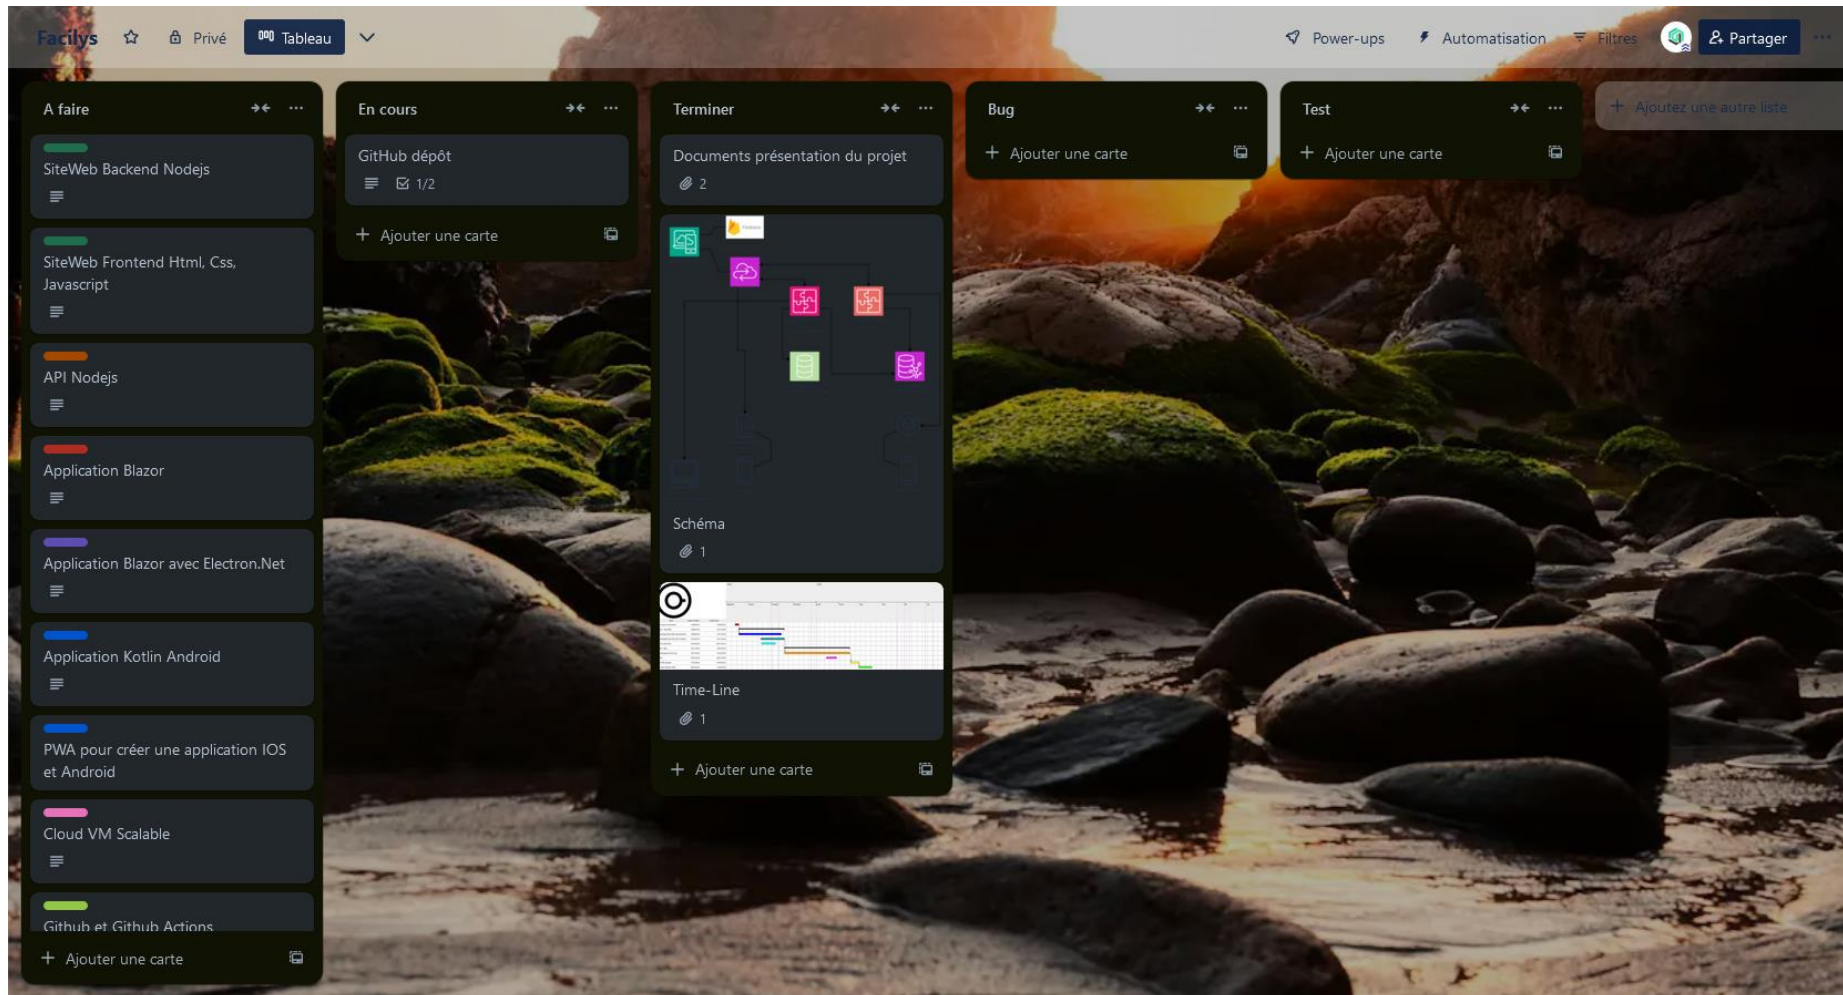 Facilys
Privé
Tableau
Power-ups
Automatisation
Filtres
Partager
A faire
SiteWeb Backend Nodejs
SiteWeb Frontend Html, Css,
Javascript
API Nodejs
Application Blazor
Application Blazor avec Electron.Net
Application Kotlin Android
PWA pour créer une application IOS
et Android
Cloud VM Scalable
Github et Github Actions
Ajouter une carte
En cours
GitHub dépôt
1/2
Ajouter une carte
Terminer
Documents présentation du projet
2
Schéma
1
Time-Line
1
Ajouter une carte
Bug
Ajouter une carte
Test
Ajouter une carte
Ajoutez une autre liste